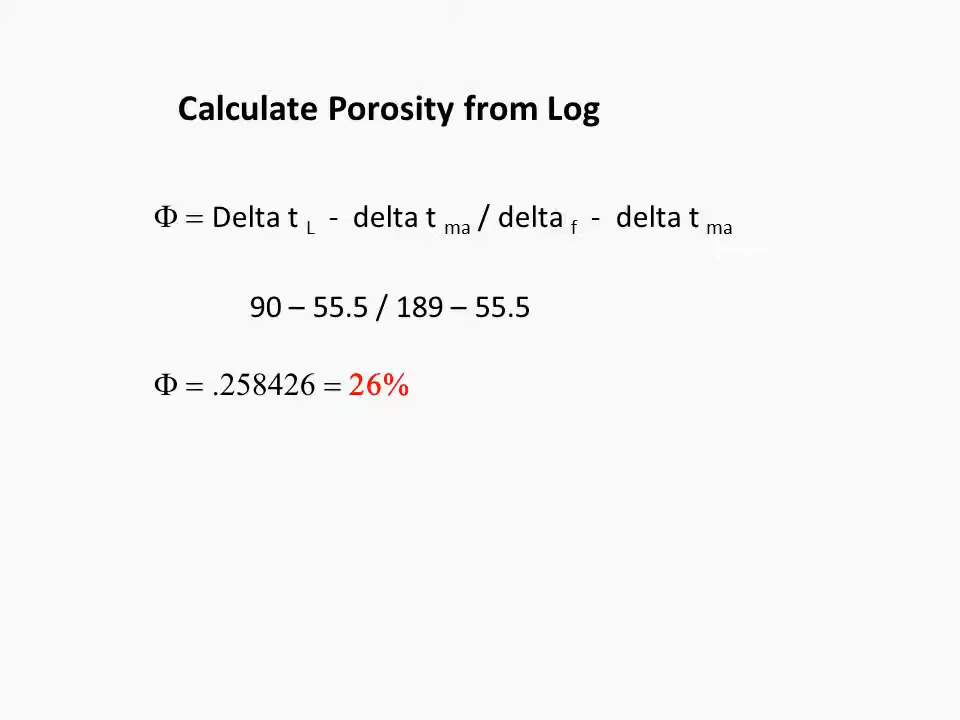 Calculate Porosity from Log
Φ = Delta t L - delta t ma / delta f - delta t ma
90 – 55.5 / 189 – 55.5
Φ = .258426 = 26%